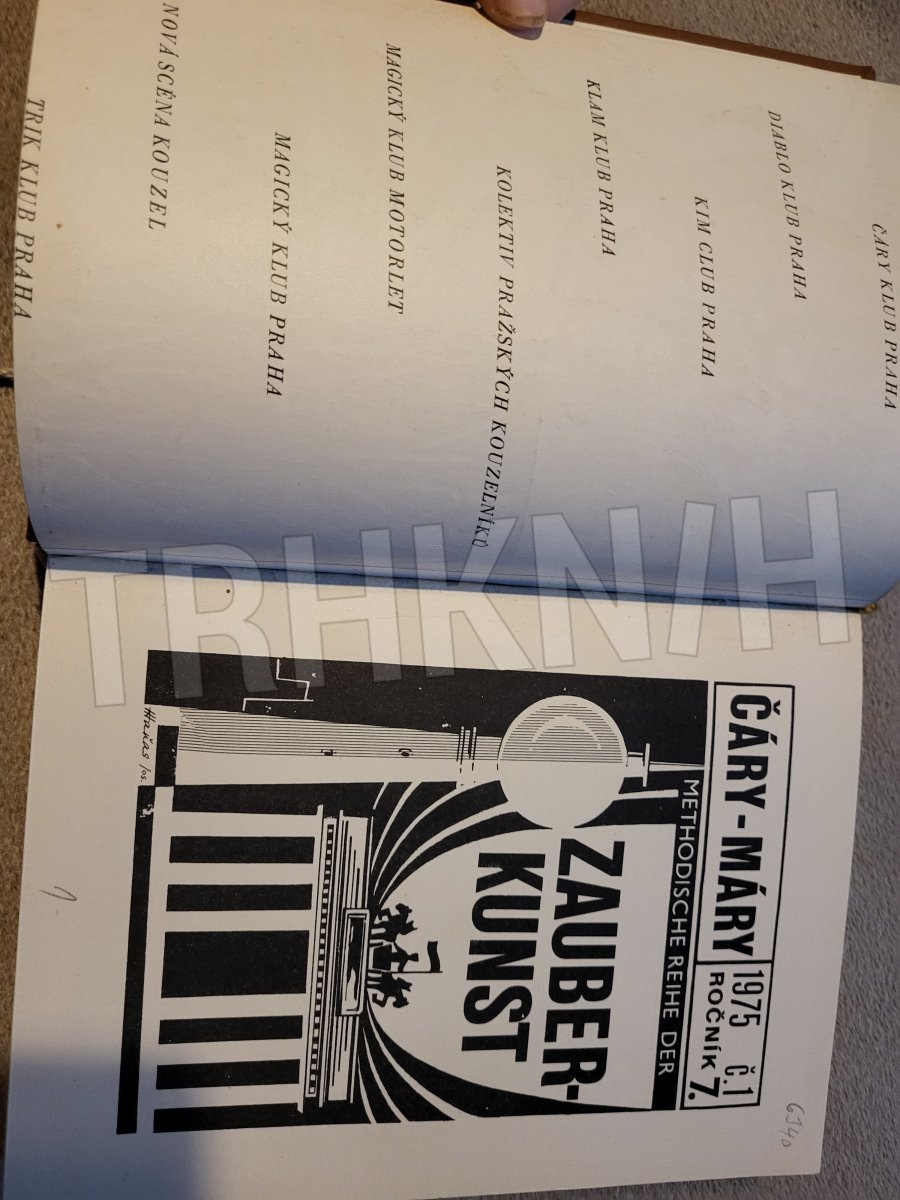 ČÁRY KLUB PRAHA
DIABLO KLUB PRAHA
KIM CLUB PRAHA
KLAM KLUB PRAHA
KOLEKTIV PRAŽSKÝCH KOUZELNÍKŮ
MAGICKÝ KLUB MOTORLET
MAGICKÝ KLUB PRAHA
NOVÁ SCÉNA KOUZEL
TRIK KLUB PRAHA
6340
ČÁRY-MÁRY
1975 Č.1
ROČNÍK 7.
METHODISCHE REIHE DER
ZAUBER-
KUNST
TRHKN/H